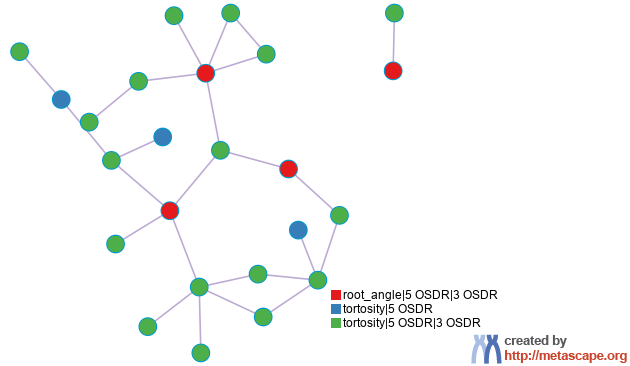 root_angle|5 OSDR|3 OSDR
tortosity|5 OSDR
tortosity|5 OSDR|3 OSDR
created by
http://metascape.org